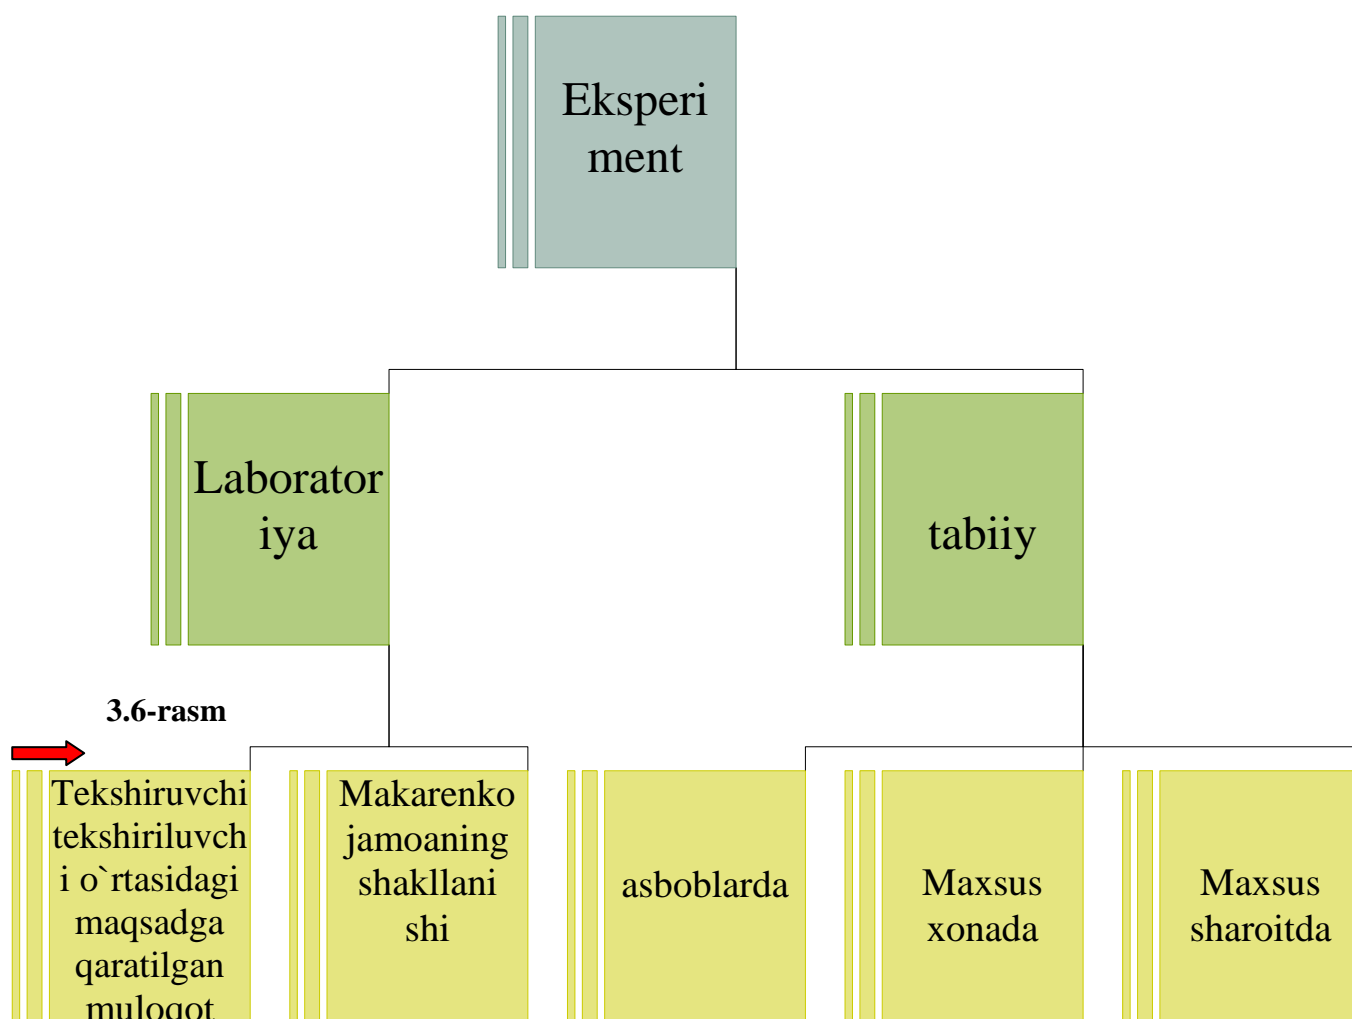 Eksperi
ment
Laborator
iya
tabiiy
3.6-rasm
Tekshiruvchi
tekshiriluvch
i o`rtasidagi
maqsadga
qaratilgan
muloqot
Makarenko
jamoaning
shakllani
shi
asboblarda
Maxsus
xonada
Maxsus
sharoitda